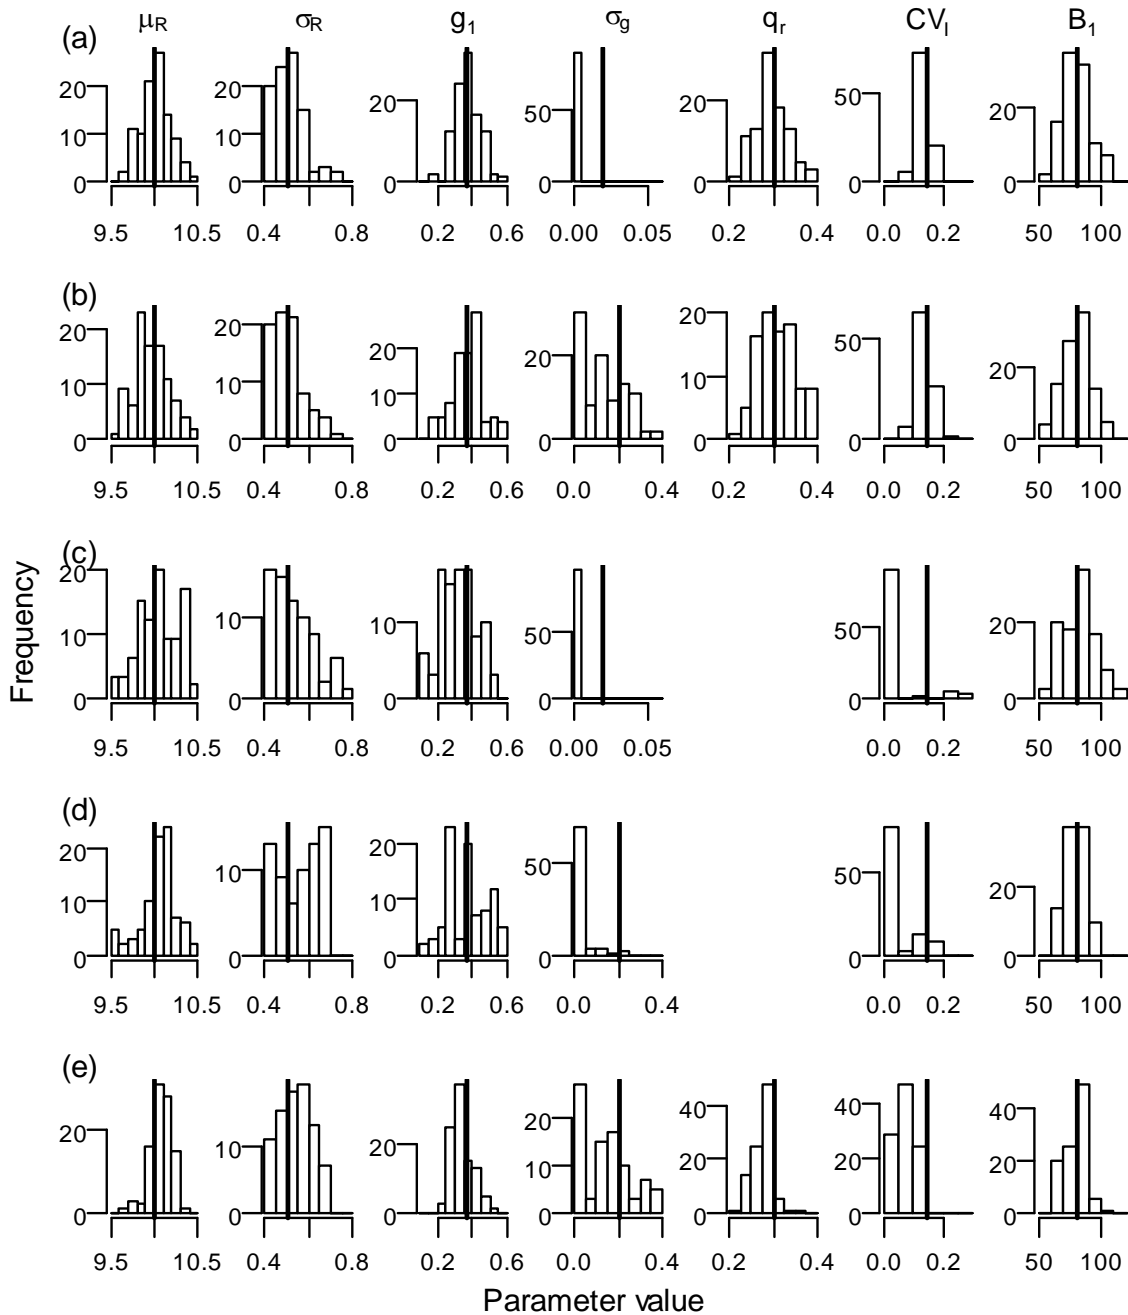 (a) μ_R σ_R g_1 σ_g q_r CV_I B_1
20 20 20 50 20 50 20
10 10
0 0 0 0 0 0 0
9.5 10.5 0.4 0.8 0.2 0.6 0.00 0.05 0.2 0.4 0.0 0.2 50 100
(b)
20 20 20 20 20 50 20
10 10 10 10
0 0 0 0 0 0 0
9.5 10.5 0.4 0.8 0.2 0.6 0.0 0.4 0.2 0.4 0.0 0.2 50 100
(c)
20 10 10 50 50 20
10
0 0 0 0 0 0
9.5 10.5 0.4 0.8 0.2 0.6 0.00 0.05 0.0 0.2 50 100
Frequency
(d)
20 10 20 50 50 20
10 10
0 0 0 0 0 0
9.5 10.5 0.4 0.8 0.2 0.6 0.0 0.4 0.0 0.2 50 100
(e)
20 10 20 20 40 40 40
10 20 20 20
0 0 0 0 0 0 0
9.5 10.5 0.4 0.8 0.2 0.6 0.0 0.4 0.2 0.4 0.0 0.2 50 100
Parameter value